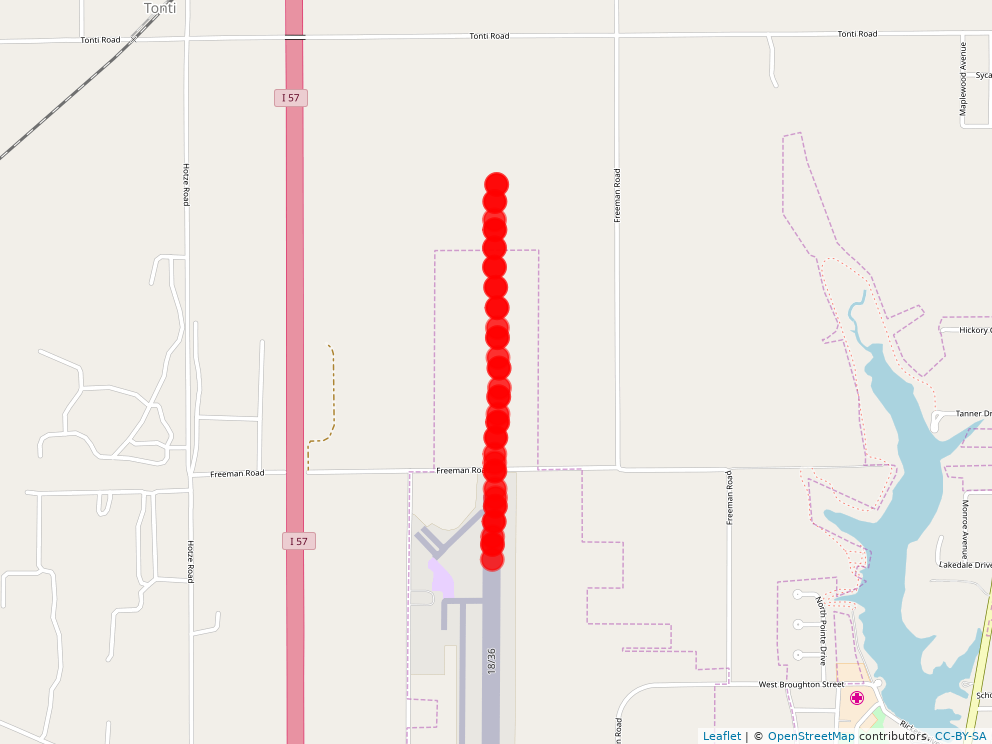 Tonti
Tonti Road
Tonti Road
Tonti Road
Maplewood Avenue
Syca
I 57
Hotze Road
Freeman Road
Hickory
Tanner Dr
Freeman Road
Freeman Roa
Freeman Road
Monroe Avenue
I 57
Hotze Road
Lakedale Drive
North Pointe Drive
18/36
West Broughton Street
Scho
n Road
Leaflet | © OpenStreetMap contributors, CC-BY-SA